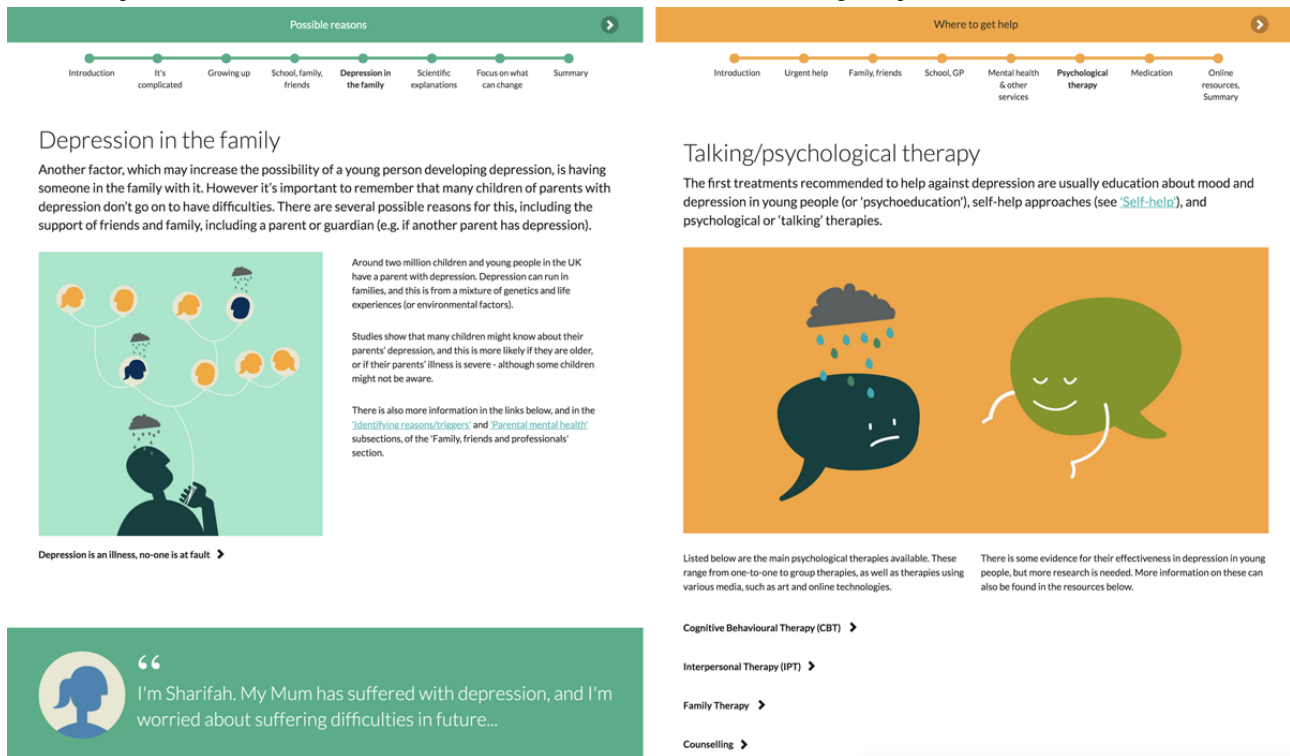 Possible reasons
Introduction
It's
complicated
Growing up
School, family,
friends
Depression in
the family
Scientific
explanations
Focus on what
can change
Summary
Depression in the family
Another factor, which may increase the possibility of a young person developing depression, is having
someone in the family with it. However it's important to remember that many children of parents with
depression don't go on to have difficulties. There are several possible reasons for this, including the
support of friends and family, including a parent or guardian (e.g. if another parent has depression).
Around two million children and young people in the UK
have a parent with depression. Depression can run in
families, and this is from a mixture of genetics and life
experiences (or environmental factors).
Studies show that many children might know about their
parents' depression, and this is more likely if they are older,
or if their parents' illness is severe - although some children
might not be aware.
There is also more information in the links below, and in the
'Identifying reasons/triggers' and 'Parental mental health'
subsections, of the 'Family, friends and professionals'
section.
Depression is an illness, no-one is at fault
“
I'm Sharifah. My Mum has suffered with depression, and I'm
worried about suffering difficulties in future...
Where to get help
Introduction
Urgent help
Family, friends
School, GP
Mental health
& other
services
Psychological
therapy
Medication
Online
resources,
Summary
Talking/psychological therapy
The first treatments recommended to help against depression are usually education about mood and
depression in young people (or 'psychoeducation'), self-help approaches (see 'Self-help'), and
psychological or 'talking' therapies.
Listed below are the main psychological therapies available. These
range from one-to-one to group therapies, as well as therapies using
various media, such as art and online technologies.
There is some evidence for their effectiveness in depression in young
people, but more research is needed. More information on these can
also be found in the resources below.
Cognitive Behavioural Therapy (CBT)
Interpersonal Therapy (IPT)
Family Therapy
Counselling